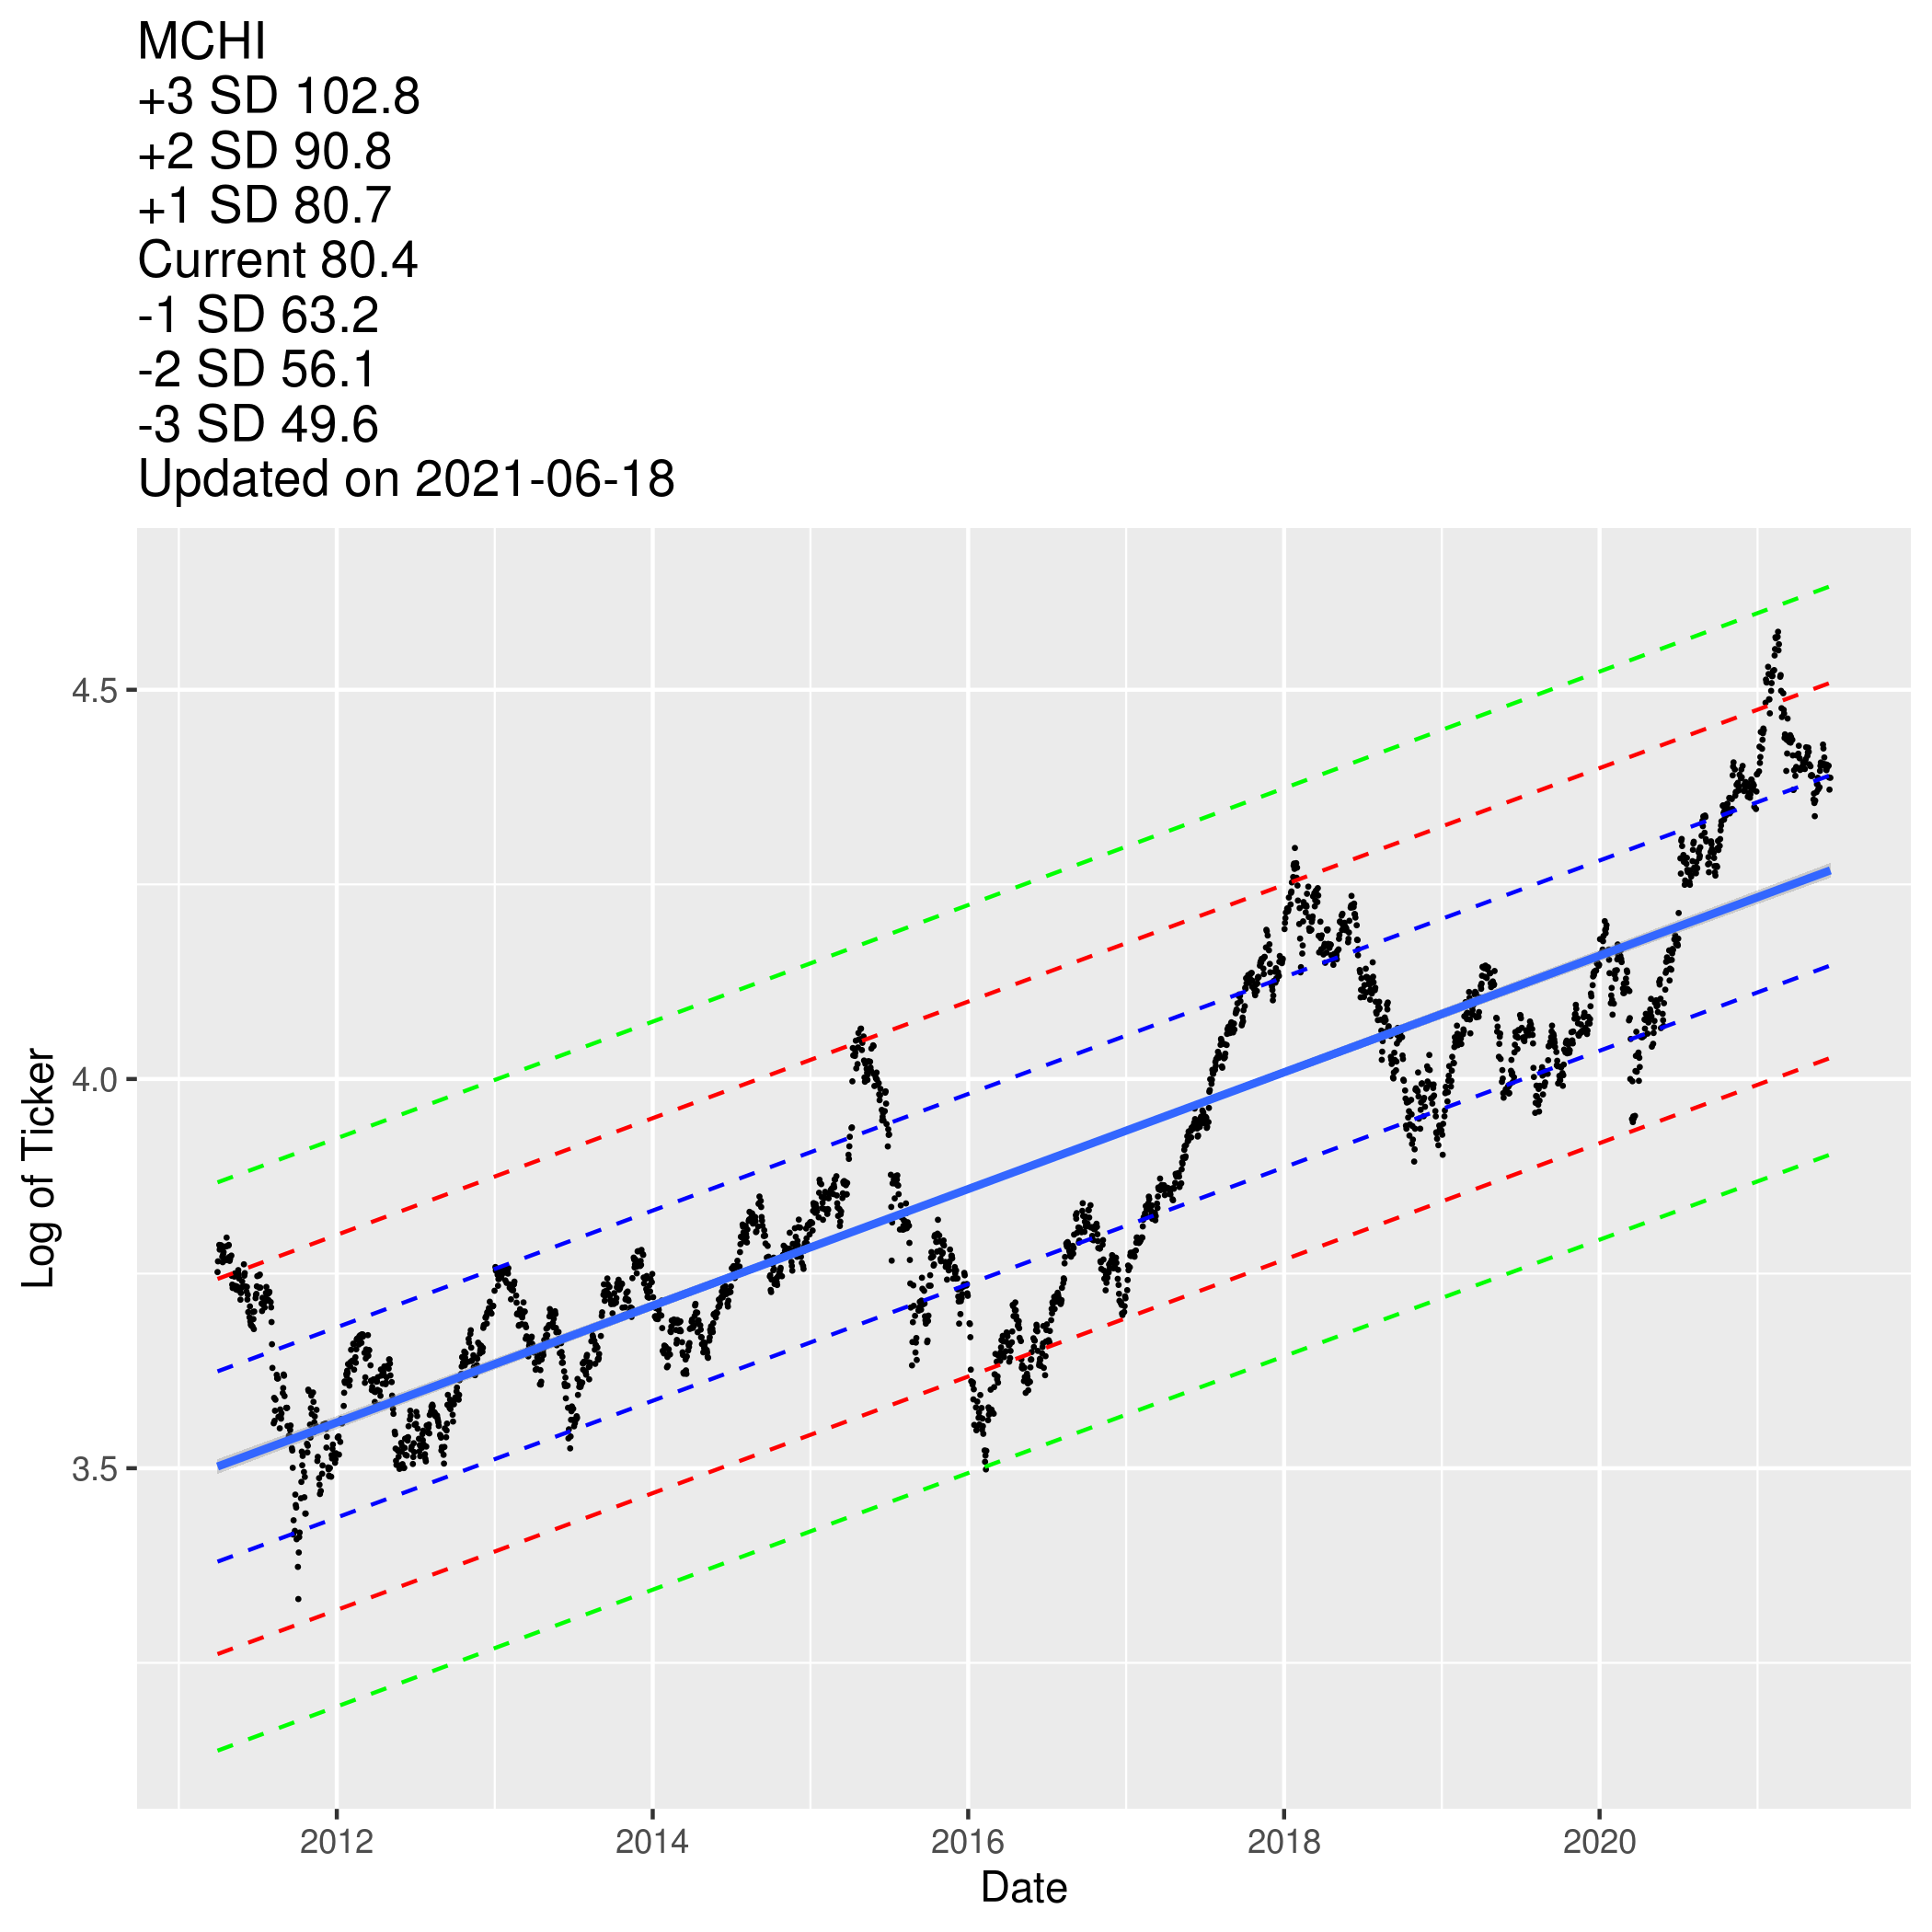 MCHI
+3 SD 102.8
+2 SD 90.8
+1 SD 80.7
Current 80.4
-1 SD 63.2
-2 SD 56.1
-3 SD 49.6
Updated on 2021-06-18
Log of Ticker
4.5
4.0
3.5
2012 2014 2016 2018 2020
Date